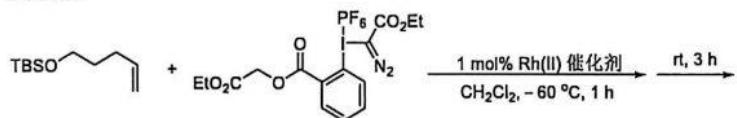 PF₆ CO₂Et
O
TBSO + EtO₂C O I N₂ 1 mol% Rh(II) 催化剂 rt, 3 h
CH₂Cl₂, – 60 °C, 1 h